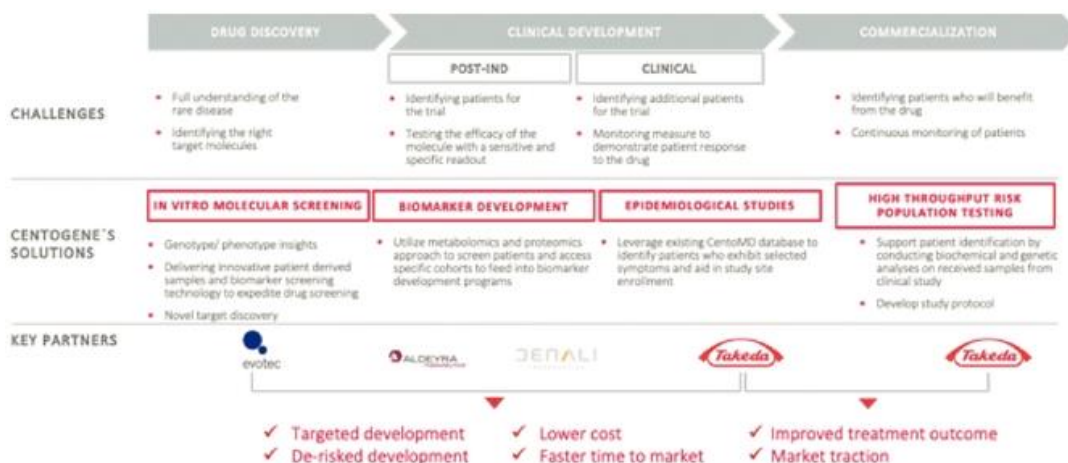 DRUG DISCOVERY
CLINICAL DEVELOPMENT
COMMERCIALIZATION
POST-IND
CLINICAL
CHALLENGES
• Full understanding of the
rare disease
• Identifying the right
target molecules
• Identifying patients for
the trial
• Testing the efficacy of the
molecule with a sensitive and
specific readout
• Identifying additional patients
for the trial
• Monitoring measure to
demonstrate patient response
to the drug
• Identifying patients who will benefit
from the drug
• Continuous monitoring of patients
CENTOGENE´S
SOLUTIONS
IN VITRO MOLECULAR SCREENING
• Genotype/ phenotype insights
• Delivering innovative patient derived
samples and biomarker screening
technology to expedite drug screening
• Novel target discovery
BIOMARKER DEVELOPMENT
• Utilize metabolomics and proteomics
approach to screen patients and access
specific cohorts to feed into biomarker
development programs
EPIDEMIOLOGICAL STUDIES
• Leverage existing CentoMD database to
identify patients who exhibit selected
symptoms and aid in study site
enrollment
HIGH THROUGHPUT RISK
POPULATION TESTING
• Support patient identification by
conducting biochemical and genetic
analyses on received samples from
clinical study
• Develop study protocol
KEY PARTNERS
evotec
ALDEYRA
DENALI
Takeda
Takeda
✓ Targeted development
✓ De-risked development
✓ Lower cost
✓ Faster time to market
✓ Improved treatment outcome
✓ Market traction